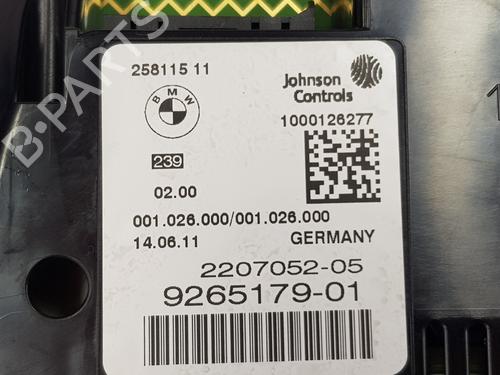 258115 11
BMW
Johnson
Controls
1000126277
239
02.00
001.026.000/001.026.000
14.06.11 GERMANY
2207052-05
9265179-01
B-PARTS